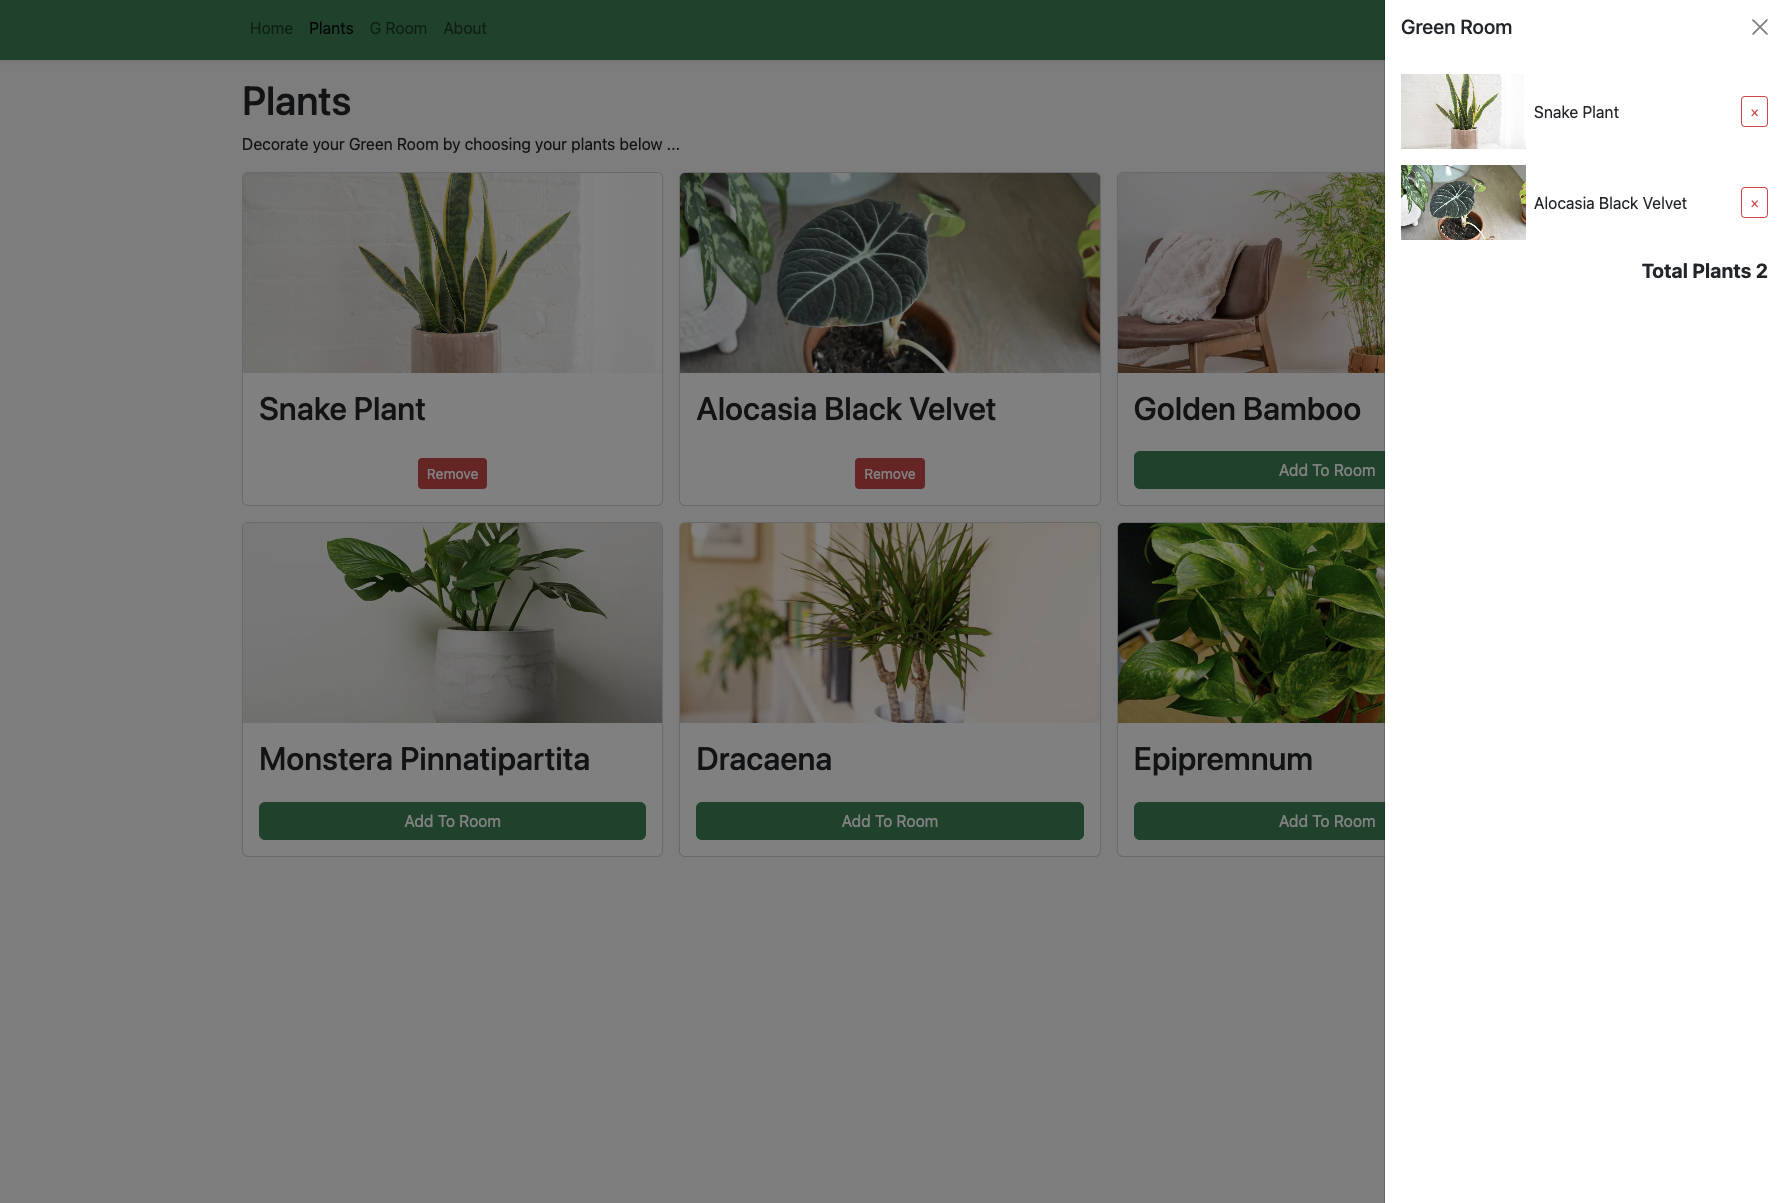 Home Plants G Room About
Plants
Decorate your Green Room by choosing your plants below ...
Snake Plant
Remove
Alocasia Black Velvet
Remove
Golden Bamboo
Add To Room
Monstera Pinnatipartita
Add To Room
Dracaena
Add To Room
Epipremnum
Add To Room
Green Room
Snake Plant
×
Alocasia Black Velvet
×
Total Plants 2